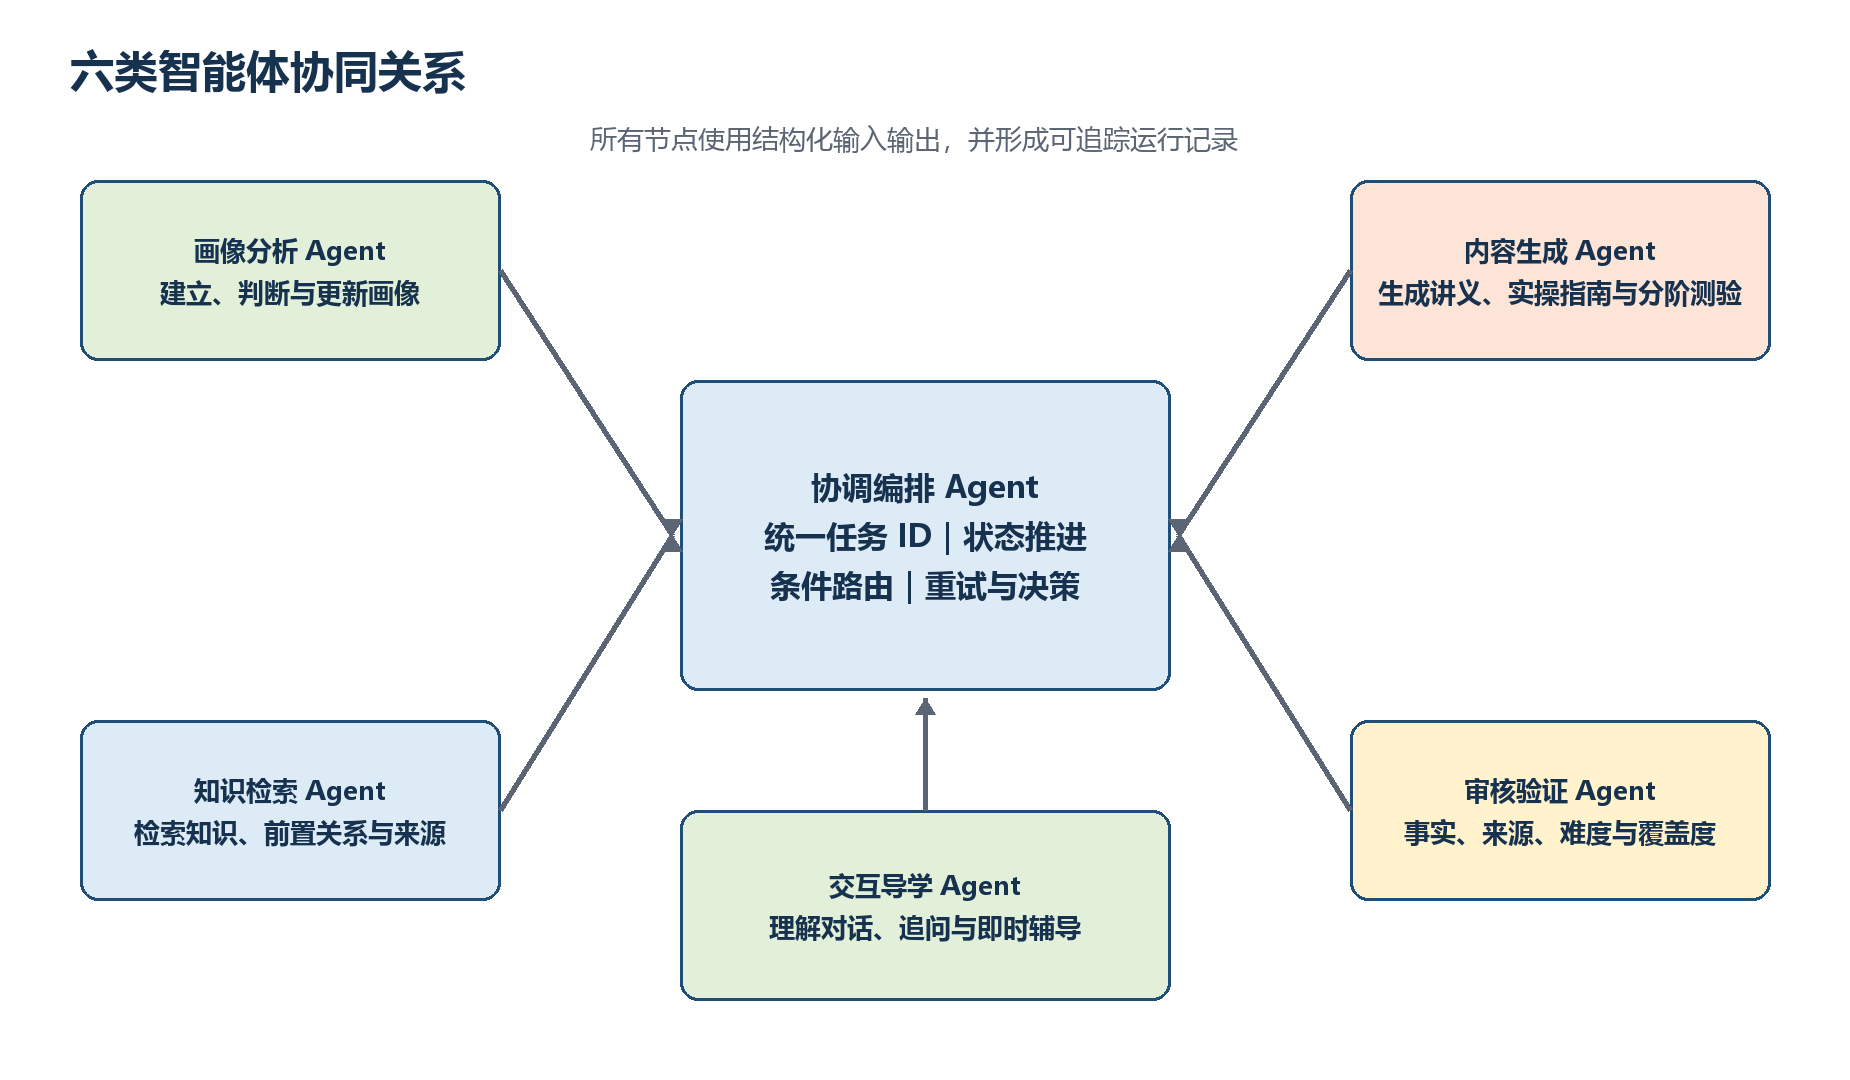 六类智能体协同关系
所有节点使用结构化输入输出，并形成可追踪运行记录
画像分析 Agent
建立、判断与更新画像
内容生成 Agent
生成讲义、实操指南与分阶测验
协调编排 Agent
统一任务 ID｜状态推进
条件路由｜重试与决策
知识检索 Agent
检索知识、前置关系与来源
审核验证 Agent
事实、来源、难度与覆盖度
交互导学 Agent
理解对话、追问与即时辅导